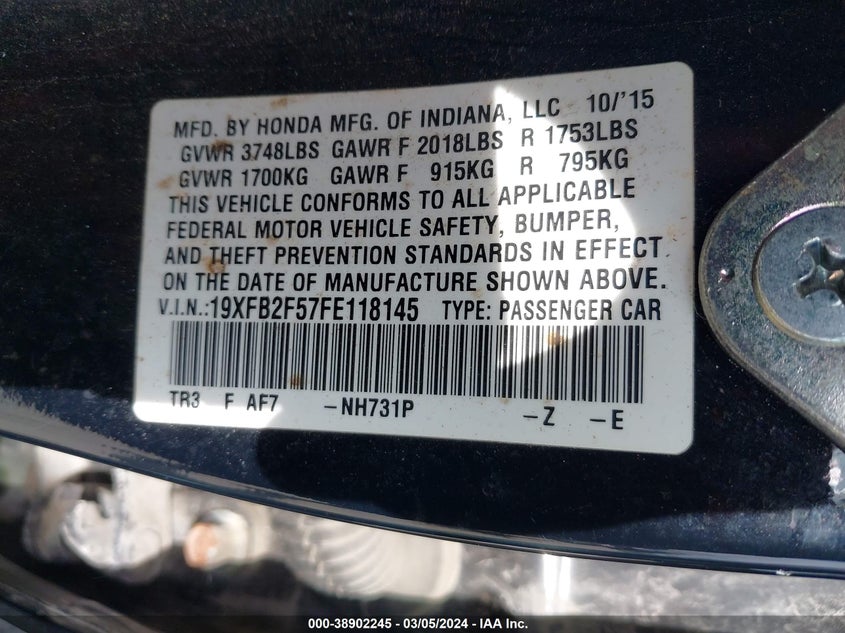 MFD. BY HONDA MFG. OF INDIANA, LLC 10/'15
GVWR 3748LBS GAWR F 2018LBS R 1753LBS
GVWR 1700KG GAWR F 915KG R 795KG
THIS VEHICLE CONFORMS TO ALL APPLICABLE
FEDERAL MOTOR VEHICLE SAFETY, BUMPER,
AND THEFT PREVENTION STANDARDS IN EFFECT
ON THE DATE OF MANUFACTURE SHOWN ABOVE.
V.I.N.:19XFB2F57FE118145 TYPE: PASSENGER CAR
TR3 F AF7 –NH731P –Z –E
000-38902245 - 03/05/2024 - IAA Inc.